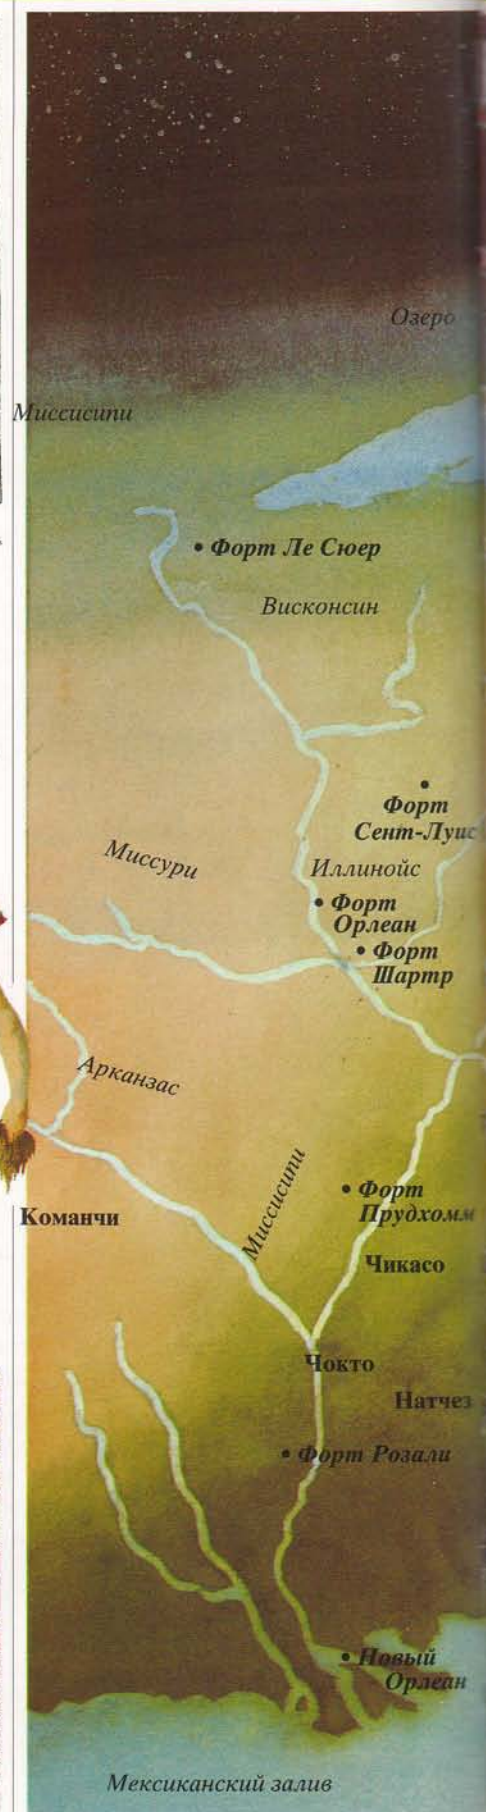 Озеро
Миссисипи
• Форт Ле Сюер
Висконсин
• Форт
Сент-Луис
Миссури
Иллинойс
• Форт
Орлеан
• Форт
Шартр
Арканзас
Миссисипи
• Форт
Прудхомм
Команчи
Чикасо
Чокто
Натчез
• Форт Розали
• Новый
Орлеан
Мексиканский залив